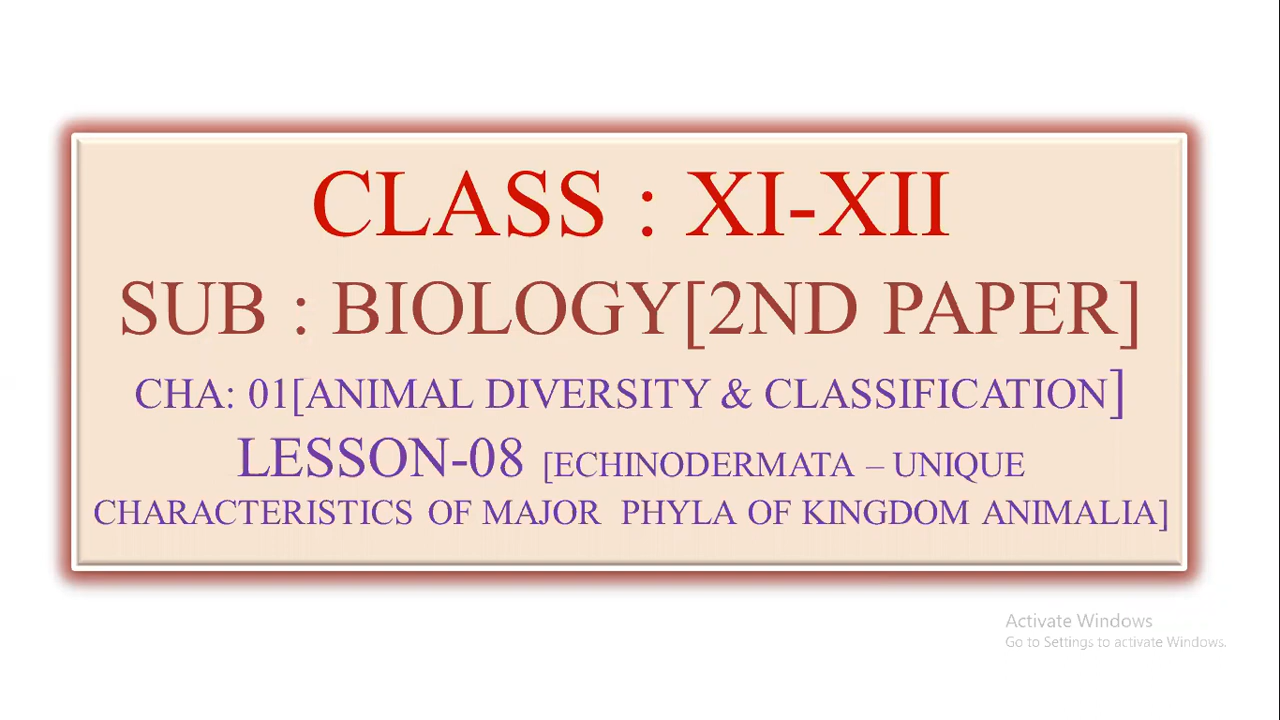 CLASS : XI-XII
SUB : BIOLOGY[2ND PAPER]
CHA: 01[ANIMAL DIVERSITY & CLASSIFICATION]
LESSON-08 [ECHINODERMATA – UNIQUE
CHARACTERISTICS OF MAJOR PHYLA OF KINGDOM ANIMALIA]
Activate Windows
Go to Settings to activate Windows.